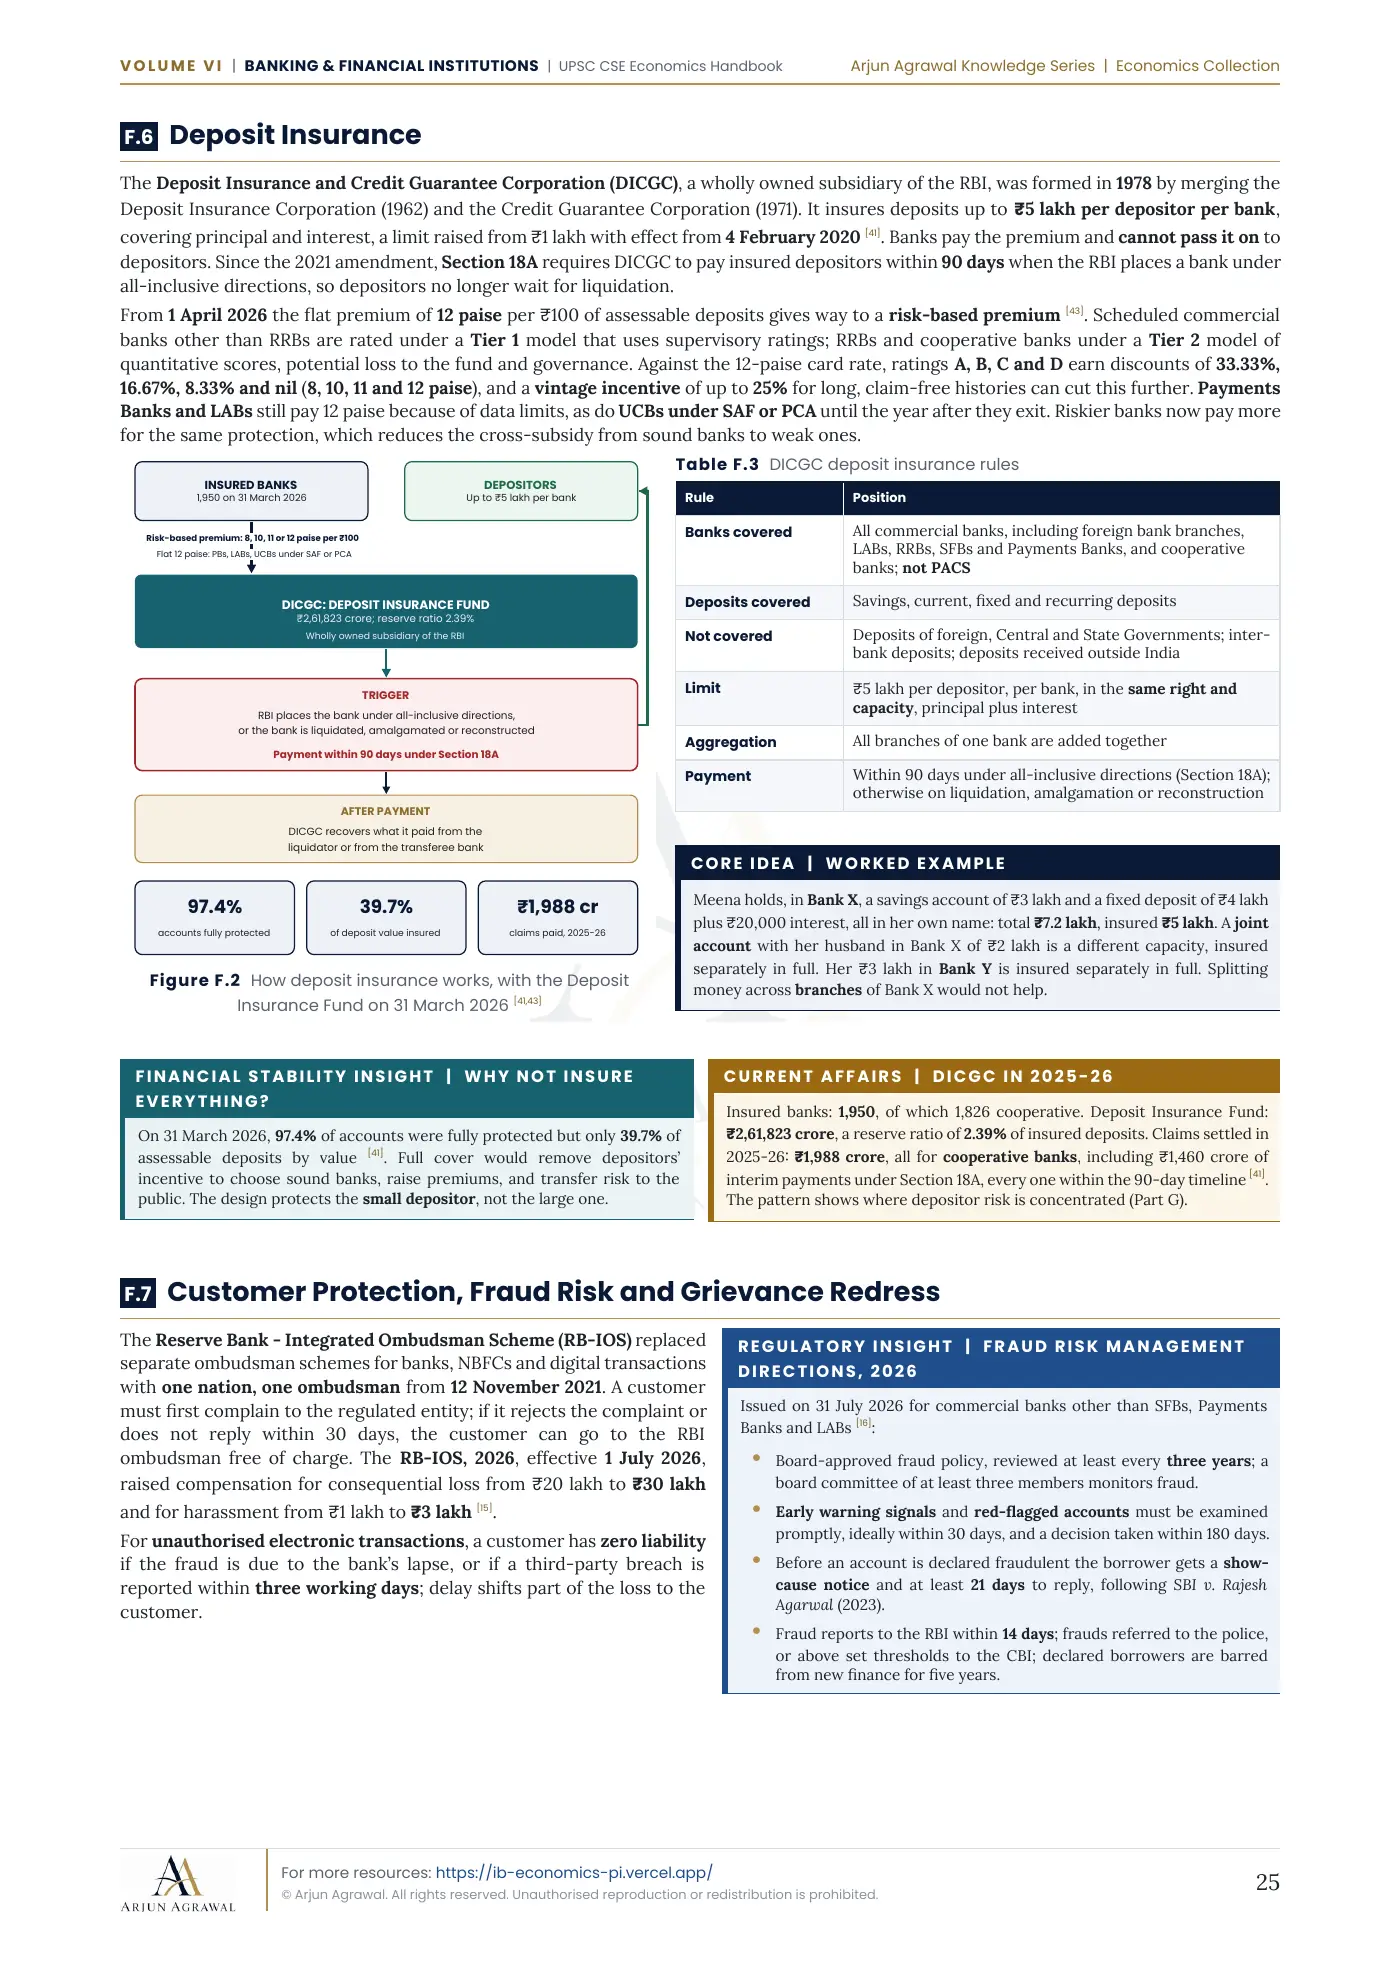 VOLUME VI | BANKING & FINANCIAL INSTITUTIONS | UPSC CSE Economics Handbook
Arjun Agrawal Knowledge Series | Economics Collection
F.6 Deposit Insurance
The Deposit Insurance and Credit Guarantee Corporation (DICGC), a wholly owned subsidiary of the RBI, was formed in 1978 by merging the
Deposit Insurance Corporation (1962) and the Credit Guarantee Corporation (1971). It insures deposits up to ₹5 lakh per depositor per bank,
covering principal and interest, a limit raised from ₹1 lakh with effect from 4 February 2020 [41]. Banks pay the premium and cannot pass it on to
depositors. Since the 2021 amendment, Section 18A requires DICGC to pay insured depositors within 90 days when the RBI places a bank under
all-inclusive directions, so depositors no longer wait for liquidation.
From 1 April 2026 the flat premium of 12 paise per ₹100 of assessable deposits gives way to a risk-based premium [43]. Scheduled commercial
banks other than RRBs are rated under a Tier 1 model that uses supervisory ratings; RRBs and cooperative banks under a Tier 2 model of
quantitative scores, potential loss to the fund and governance. Against the 12-paise card rate, ratings A, B, C and D earn discounts of 33.33%,
16.67%, 8.33% and nil (8, 10, 11 and 12 paise), and a vintage incentive of up to 25% for long, claim-free histories can cut this further. Payments
Banks and LABs still pay 12 paise because of data limits, as do UCBs under SAF or PCA until the year after they exit. Riskier banks now pay more
for the same protection, which reduces the cross-subsidy from sound banks to weak ones.
INSURED BANKS
1,950 on 31 March 2026
DEPOSITORS
Up to ₹5 lakh per bank
Risk-based premium: 8, 10, 11 or 12 paise per ₹100
Flat 12 paise: PBs, LABs, UCBs under SAF or PCA
DICGC: DEPOSIT INSURANCE FUND
₹2,61,823 crore; reserve ratio 2.39%
Wholly owned subsidiary of the RBI
TRIGGER
RBI places the bank under all-inclusive directions,
or the bank is liquidated, amalgamated or reconstructed
Payment within 90 days under Section 18A
AFTER PAYMENT
DICGC recovers what it paid from the
liquidator or from the transferee bank
97.4%
accounts fully protected
39.7%
of deposit value insured
₹1,988 cr
claims paid, 2025-26
Figure F.2 How deposit insurance works, with the Deposit
Insurance Fund on 31 March 2026 [41,43]
Table F.3 DICGC deposit insurance rules
Rule Position
Banks covered All commercial banks, including foreign bank branches,
LABs, RRBs, SFBs and Payments Banks, and cooperative
banks; not PACS
Deposits covered Savings, current, fixed and recurring deposits
Not covered Deposits of foreign, Central and State Governments; inter-
bank deposits; deposits received outside India
Limit ₹5 lakh per depositor, per bank, in the same right and
capacity, principal plus interest
Aggregation All branches of one bank are added together
Payment Within 90 days under all-inclusive directions (Section 18A);
otherwise on liquidation, amalgamation or reconstruction
CORE IDEA | WORKED EXAMPLE
Meena holds, in Bank X, a savings account of ₹3 lakh and a fixed deposit of ₹4 lakh
plus ₹20,000 interest, all in her own name: total ₹7.2 lakh, insured ₹5 lakh. A joint
account with her husband in Bank X of ₹2 lakh is a different capacity, insured
separately in full. Her ₹3 lakh in Bank Y is insured separately in full. Splitting
money across branches of Bank X would not help.
FINANCIAL STABILITY INSIGHT | WHY NOT INSURE
EVERYTHING?
On 31 March 2026, 97.4% of accounts were fully protected but only 39.7% of
assessable deposits by value [41]. Full cover would remove depositors’
incentive to choose sound banks, raise premiums, and transfer risk to the
public. The design protects the small depositor, not the large one.
CURRENT AFFAIRS | DICGC IN 2025-26
Insured banks: 1,950, of which 1,826 cooperative. Deposit Insurance Fund:
₹2,61,823 crore, a reserve ratio of 2.39% of insured deposits. Claims settled in
2025-26: ₹1,988 crore, all for cooperative banks, including ₹1,460 crore of
interim payments under Section 18A, every one within the 90-day timeline [41].
The pattern shows where depositor risk is concentrated (Part G).
F.7 Customer Protection, Fraud Risk and Grievance Redress
The Reserve Bank - Integrated Ombudsman Scheme (RB-IOS) replaced
separate ombudsman schemes for banks, NBFCs and digital transactions
with one nation, one ombudsman from 12 November 2021. A customer
must first complain to the regulated entity; if it rejects the complaint or
does not reply within 30 days, the customer can go to the RBI
ombudsman free of charge. The RB-IOS, 2026, effective 1 July 2026,
raised compensation for consequential loss from ₹20 lakh to ₹30 lakh
and for harassment from ₹1 lakh to ₹3 lakh [15].
For unauthorised electronic transactions, a customer has zero liability
if the fraud is due to the bank’s lapse, or if a third-party breach is
reported within three working days; delay shifts part of the loss to the
customer.
REGULATORY INSIGHT | FRAUD RISK MANAGEMENT
DIRECTIONS, 2026
Issued on 31 July 2026 for commercial banks other than SFBs, Payments
Banks and LABs [16]:
• Board-approved fraud policy, reviewed at least every three years; a
board committee of at least three members monitors fraud.
• Early warning signals and red-flagged accounts must be examined
promptly, ideally within 30 days, and a decision taken within 180 days.
• Before an account is declared fraudulent the borrower gets a show-
cause notice and at least 21 days to reply, following SBI v. Rajesh
Agarwal (2023).
• Fraud reports to the RBI within 14 days; frauds referred to the police,
or above set thresholds to the CBI; declared borrowers are barred
from new finance for five years.
ARJUN AGRAWAL
For more resources: https://ib-economics-pi.vercel.app/
© Arjun Agrawal. All rights reserved. Unauthorised reproduction or redistribution is prohibited.
25